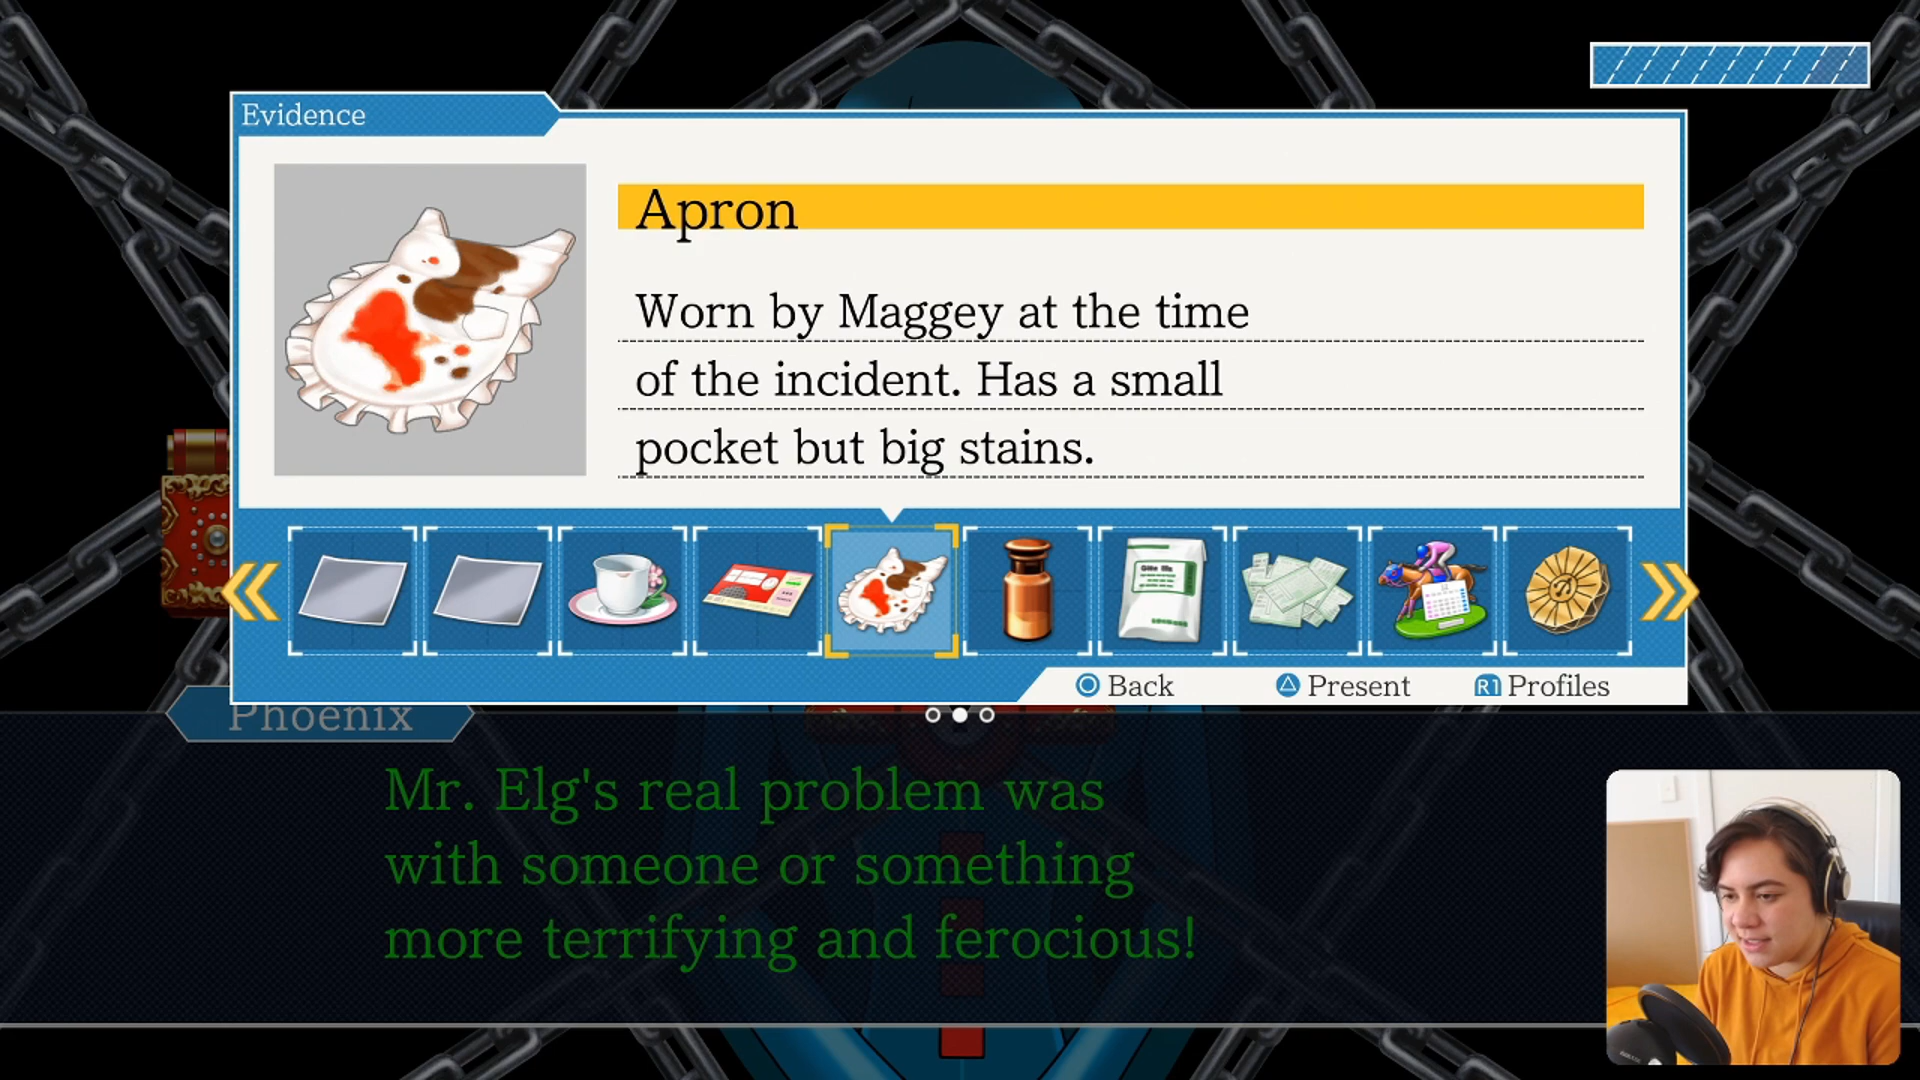 Evidence
Apron
Worn by Maggey at the time
of the incident. Has a small
pocket but big stains.
Back
Present
R1 Profiles
Phoenix
Mr. Elg's real problem was
with someone or something
more terrifying and ferocious!